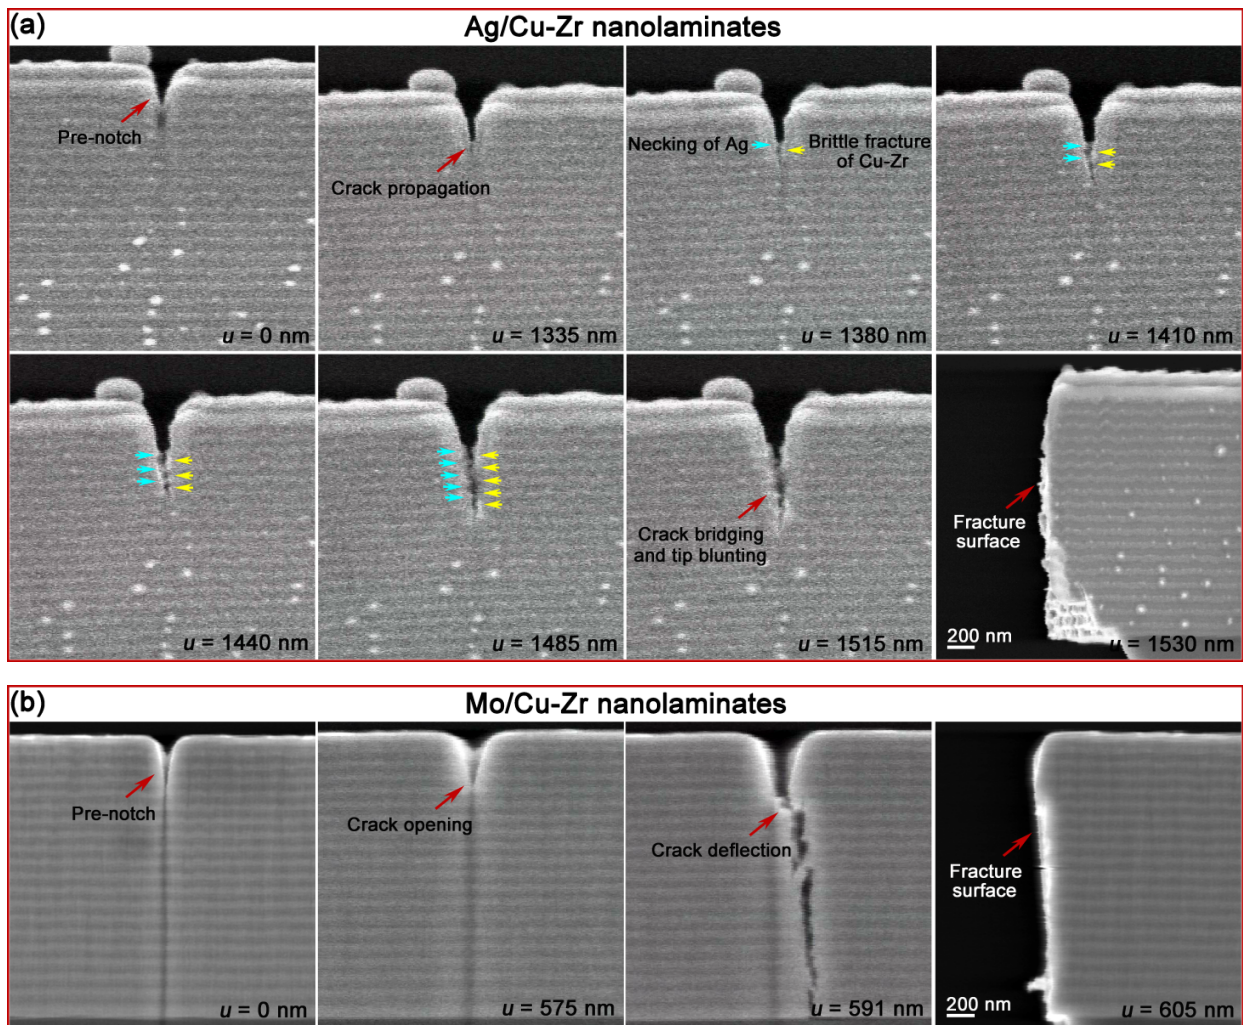 (a)
Ag/Cu-Zr nanolaminates
Pre-notch
u = 0 nm
Crack propagation
u = 1335 nm
Necking of Ag
Brittle fracture
of Cu-Zr
u = 1380 nm
u = 1410 nm
u = 1440 nm
u = 1485 nm
Crack bridging
and tip blunting
u = 1515 nm
Fracture
surface
200 nm
u = 1530 nm
(b)
Mo/Cu-Zr nanolaminates
Pre-notch
u = 0 nm
Crack opening
u = 575 nm
Crack deflection
u = 591 nm
Fracture
surface
200 nm
u = 605 nm